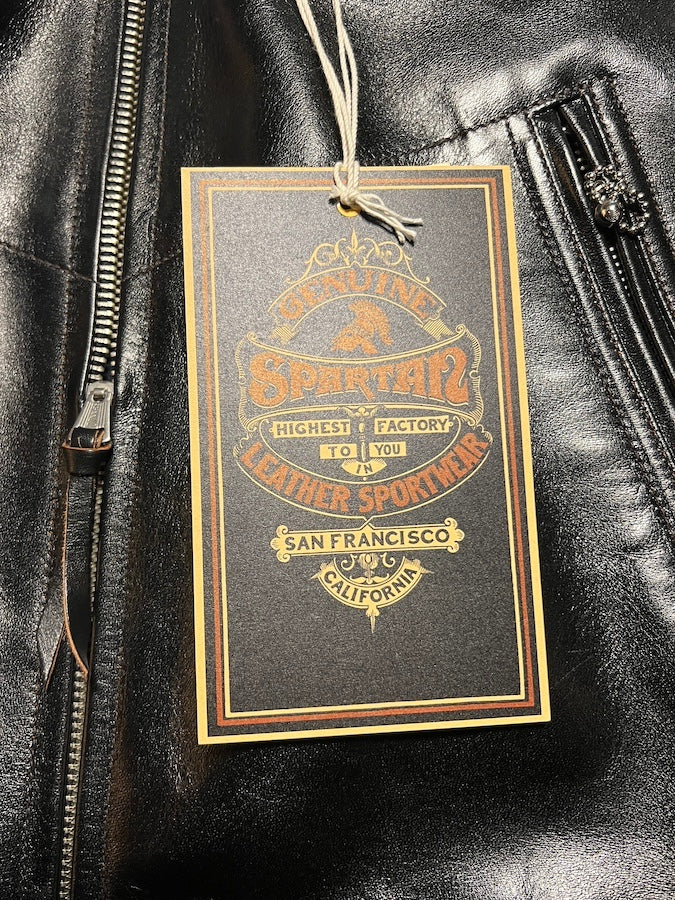 GENUINE
SPARTAN
HIGHEST FACTORY
TO YOU
IN
LEATHER SPORTWEAR
SAN FRANCISCO
CALIFORNIA